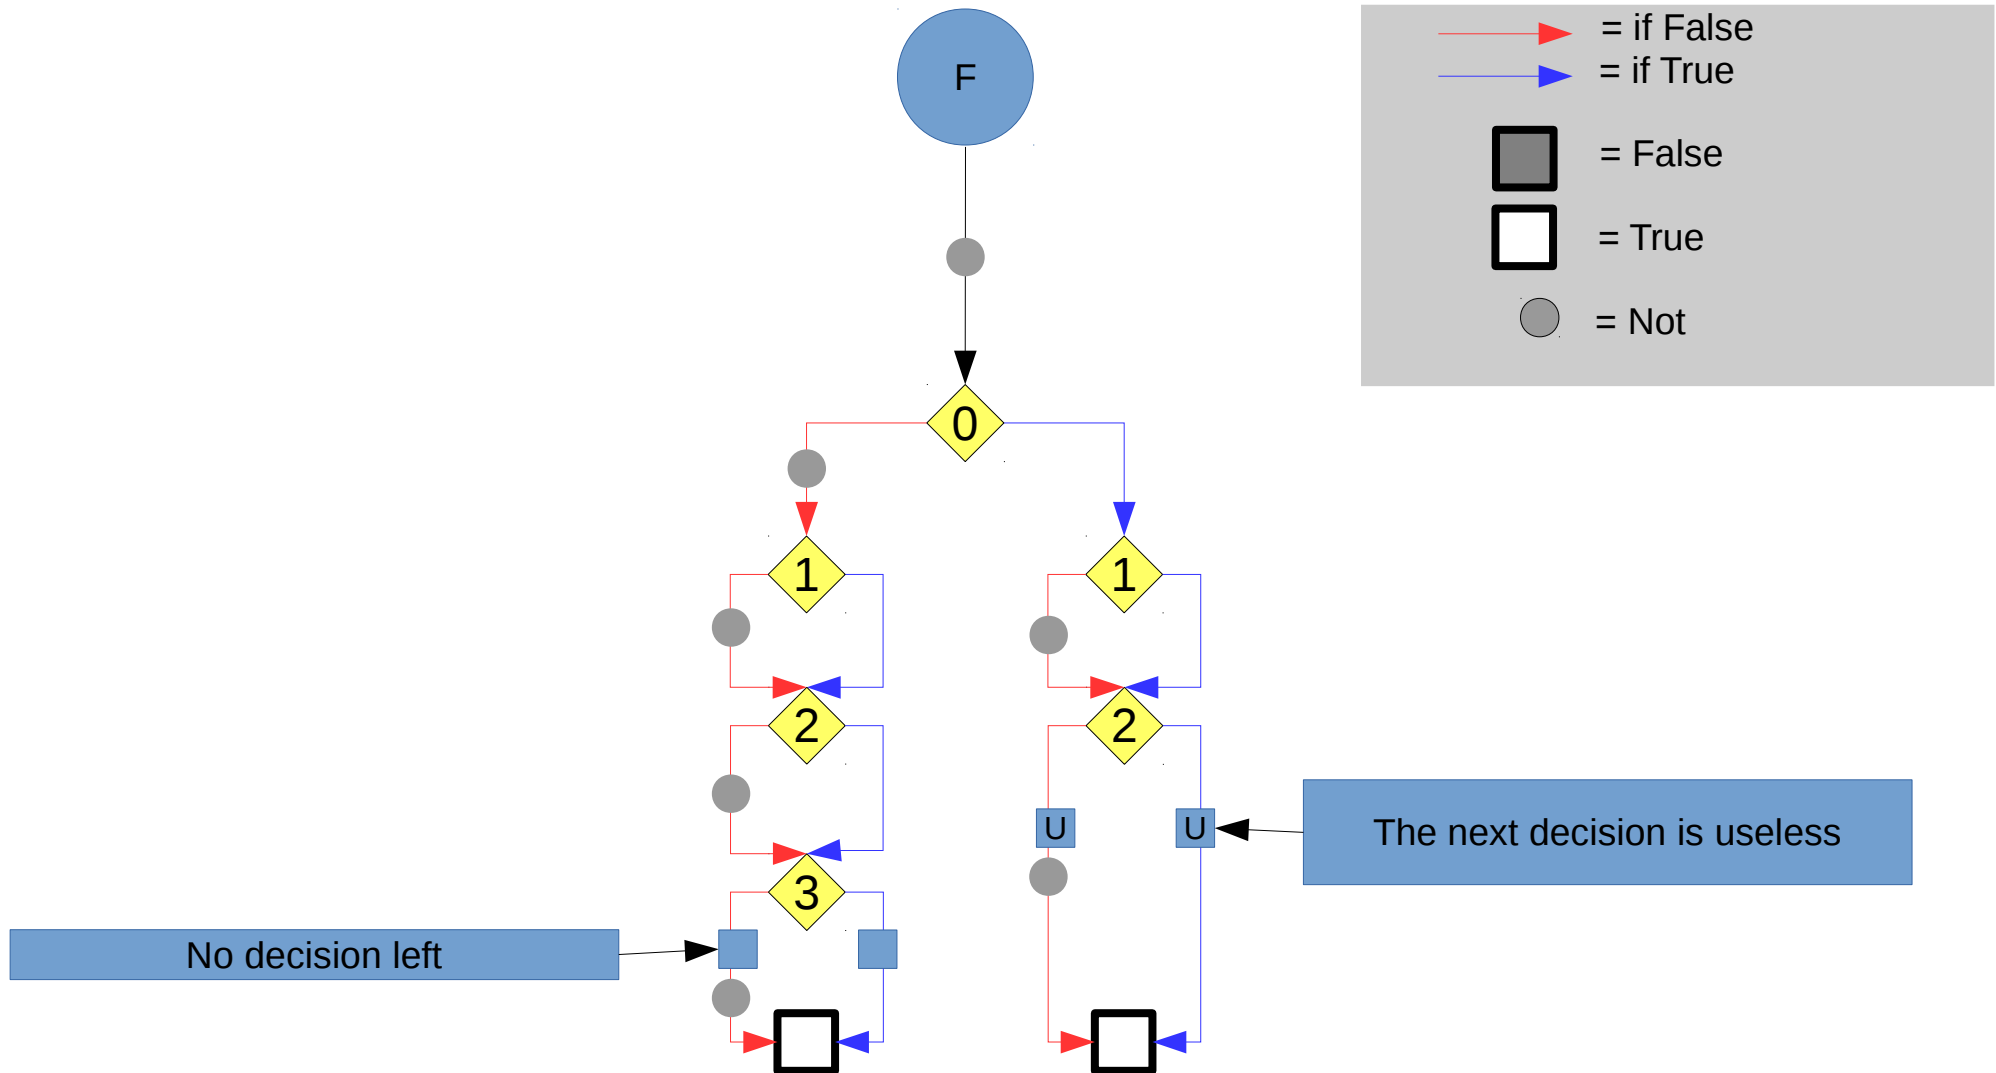 F
= if False
= if True
= False
= True
= Not
0
1
1
2
2
U
U
The next decision is useless
3
No decision left